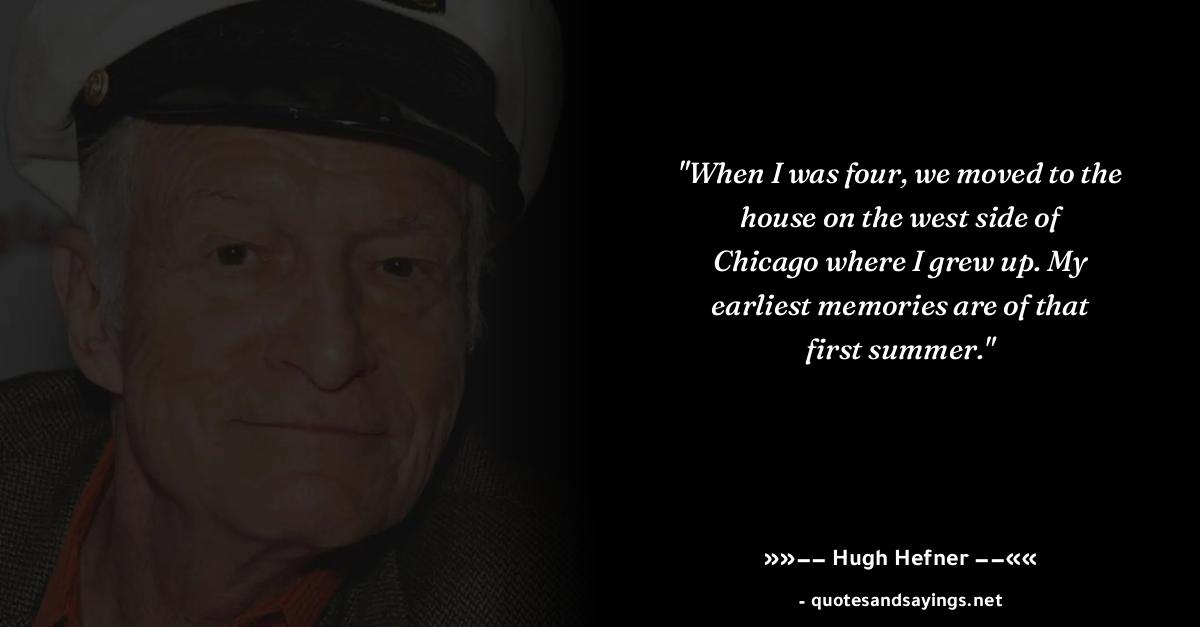 "When I was four, we moved to the
house on the west side of
Chicago where I grew up. My
earliest memories are of that
first summer."
»»−− Hugh Hefner −−««
- quotesandsayings.net